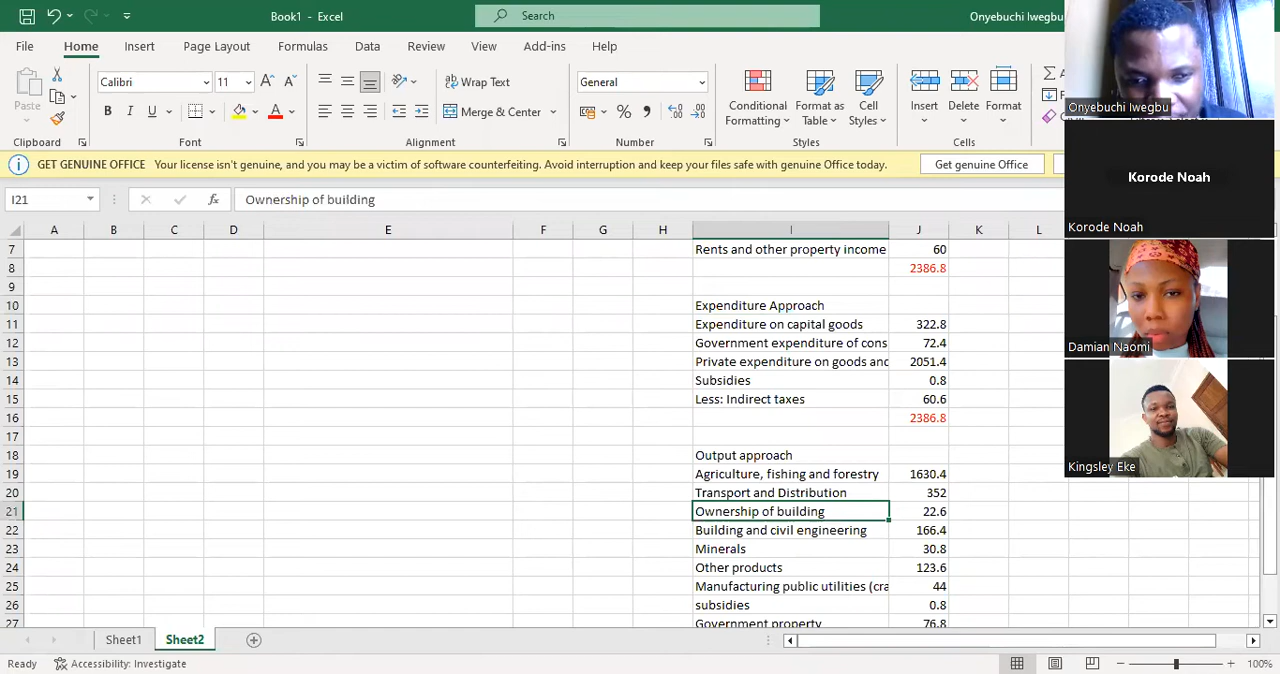 Book1 - Excel
Search
Onyebuchi Iwegbu
File Home Insert Page Layout Formulas Data Review View Add-ins Help
Paste
Calibri 11
Wrap Text
General
Merge & Center
Conditional Formatting
Format as Table
Cell Styles
Insert
Delete
Format
Clipboard Font Alignment Number Styles Cells
GET GENUINE OFFICE Your license isn't genuine, and you may be a victim of software counterfeiting. Avoid interruption and keep your files safe with genuine Office today. Get genuine Office
I21 Ownership of building
A B C D E F G H I J K L
7 Rents and other property income 60
8 2386.8
9
10 Expenditure Approach
11 Expenditure on capital goods 322.8
12 Government expenditure of cons 72.4
13 Private expenditure on goods and 2051.4
14 Subsidies 0.8
15 Less: Indirect taxes 60.6
16 2386.8
17
18 Output approach
19 Agriculture, fishing and forestry 1630.4
20 Transport and Distribution 352
21 Ownership of building 22.6
22 Building and civil engineering 166.4
23 Minerals 30.8
24 Other products 123.6
25 Manufacturing public utilities (cra 44
26 subsidies 0.8
27 Government property 76.8
Sheet1 Sheet2
Ready Accessibility: Investigate 100%
Onyebuchi Iwegbu
Korode Noah
Korode Noah
Damian Naomi
Kingsley Eke